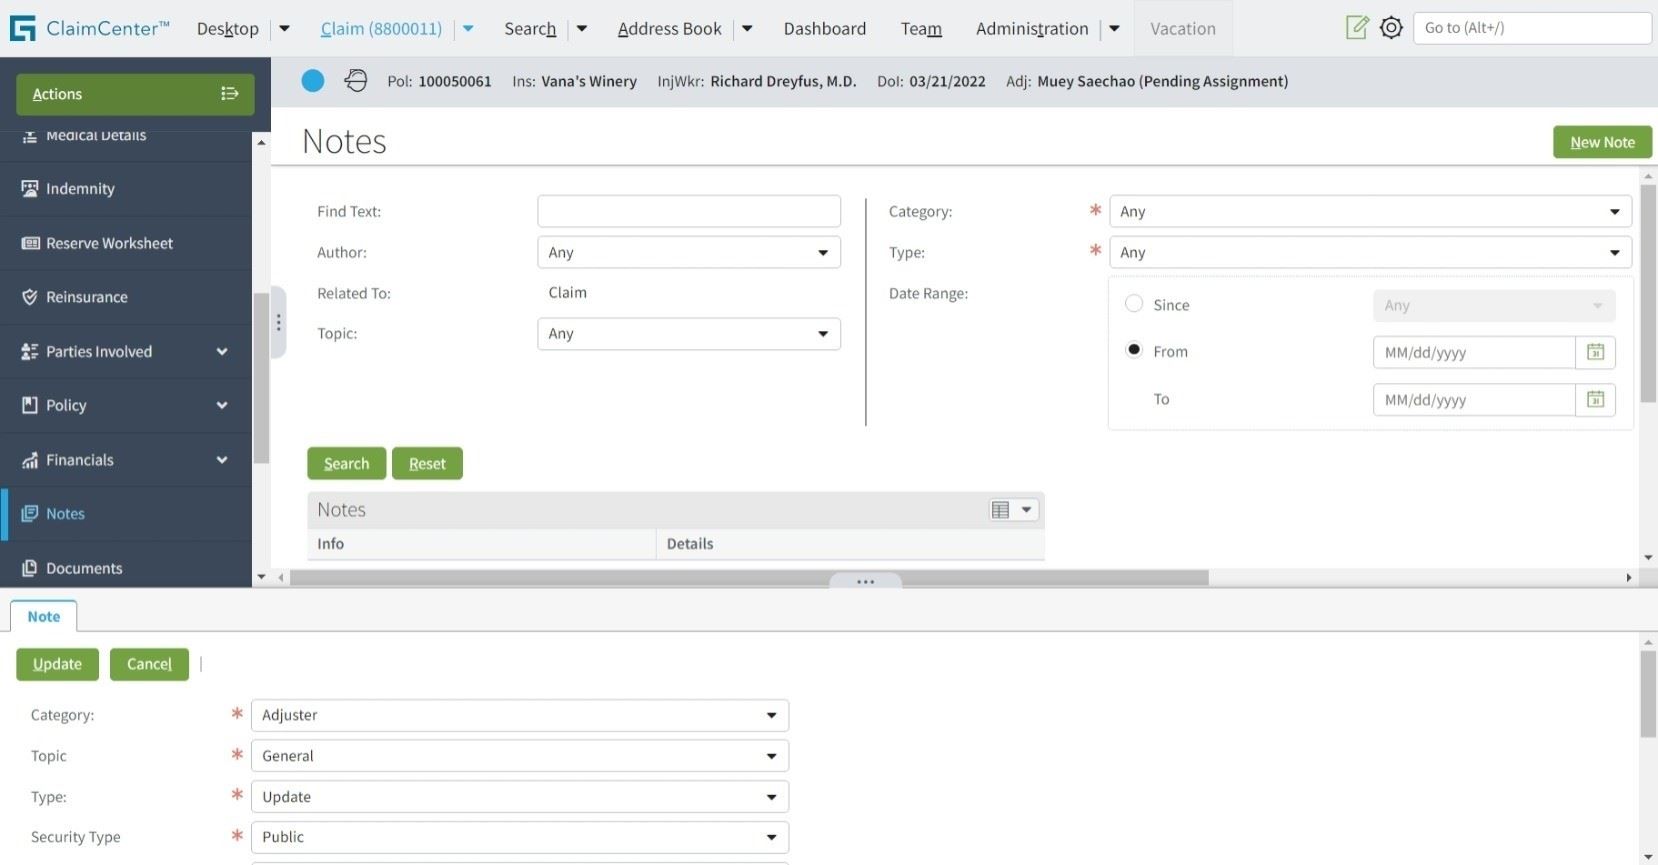 ClaimCenter™ Desktop Claim (8800011) Search Address Book Dashboard Team Administration Vacation Go to (Alt+/)
Actions
Pol: 100050061 Ins: Vana's Winery InjWkr: Richard Dreyfus, M.D. DoI: 03/21/2022 Adj: Muey Saechao (Pending Assignment)
Medical Details
Indemnity
Reserve Worksheet
Reinsurance
Parties Involved
Policy
Financials
Notes
Documents
Notes New Note
Find Text: Category: * Any
Author: Any Type: * Any
Related To: Claim Date Range: Since Any
Topic: Any From MM/dd/yyyy
To MM/dd/yyyy
Search Reset
Notes
Info Details
Note
Update Cancel
Category: * Adjuster
Topic * General
Type: * Update
Security Type * Public